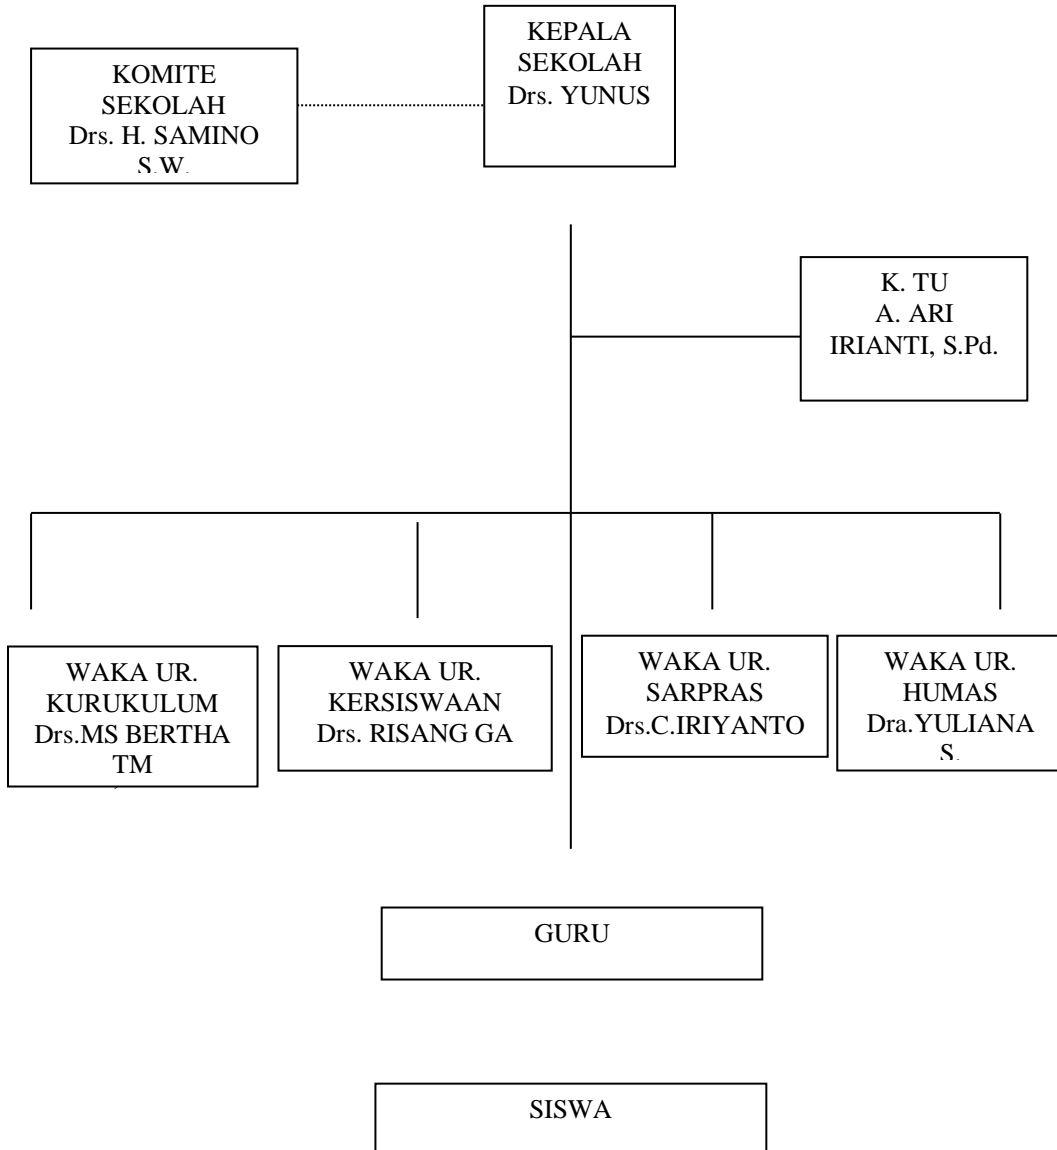 KEPALA
SEKOLAH
Drs. YUNUS
KOMITE
SEKOLAH
Drs. H. SAMINO
S.W.
K. TU
A. ARI
IRIANTI, S.Pd.
WAKA UR.
KURUKULUM
Drs.MS BERTHA
TM
WAKA UR.
KERSISWAAN
Drs. RISANG GA
WAKA UR.
SARPRAS
Drs.C.IRIYANTO
WAKA UR.
HUMAS
Dra.YULIANA
S.
GURU
SISWA